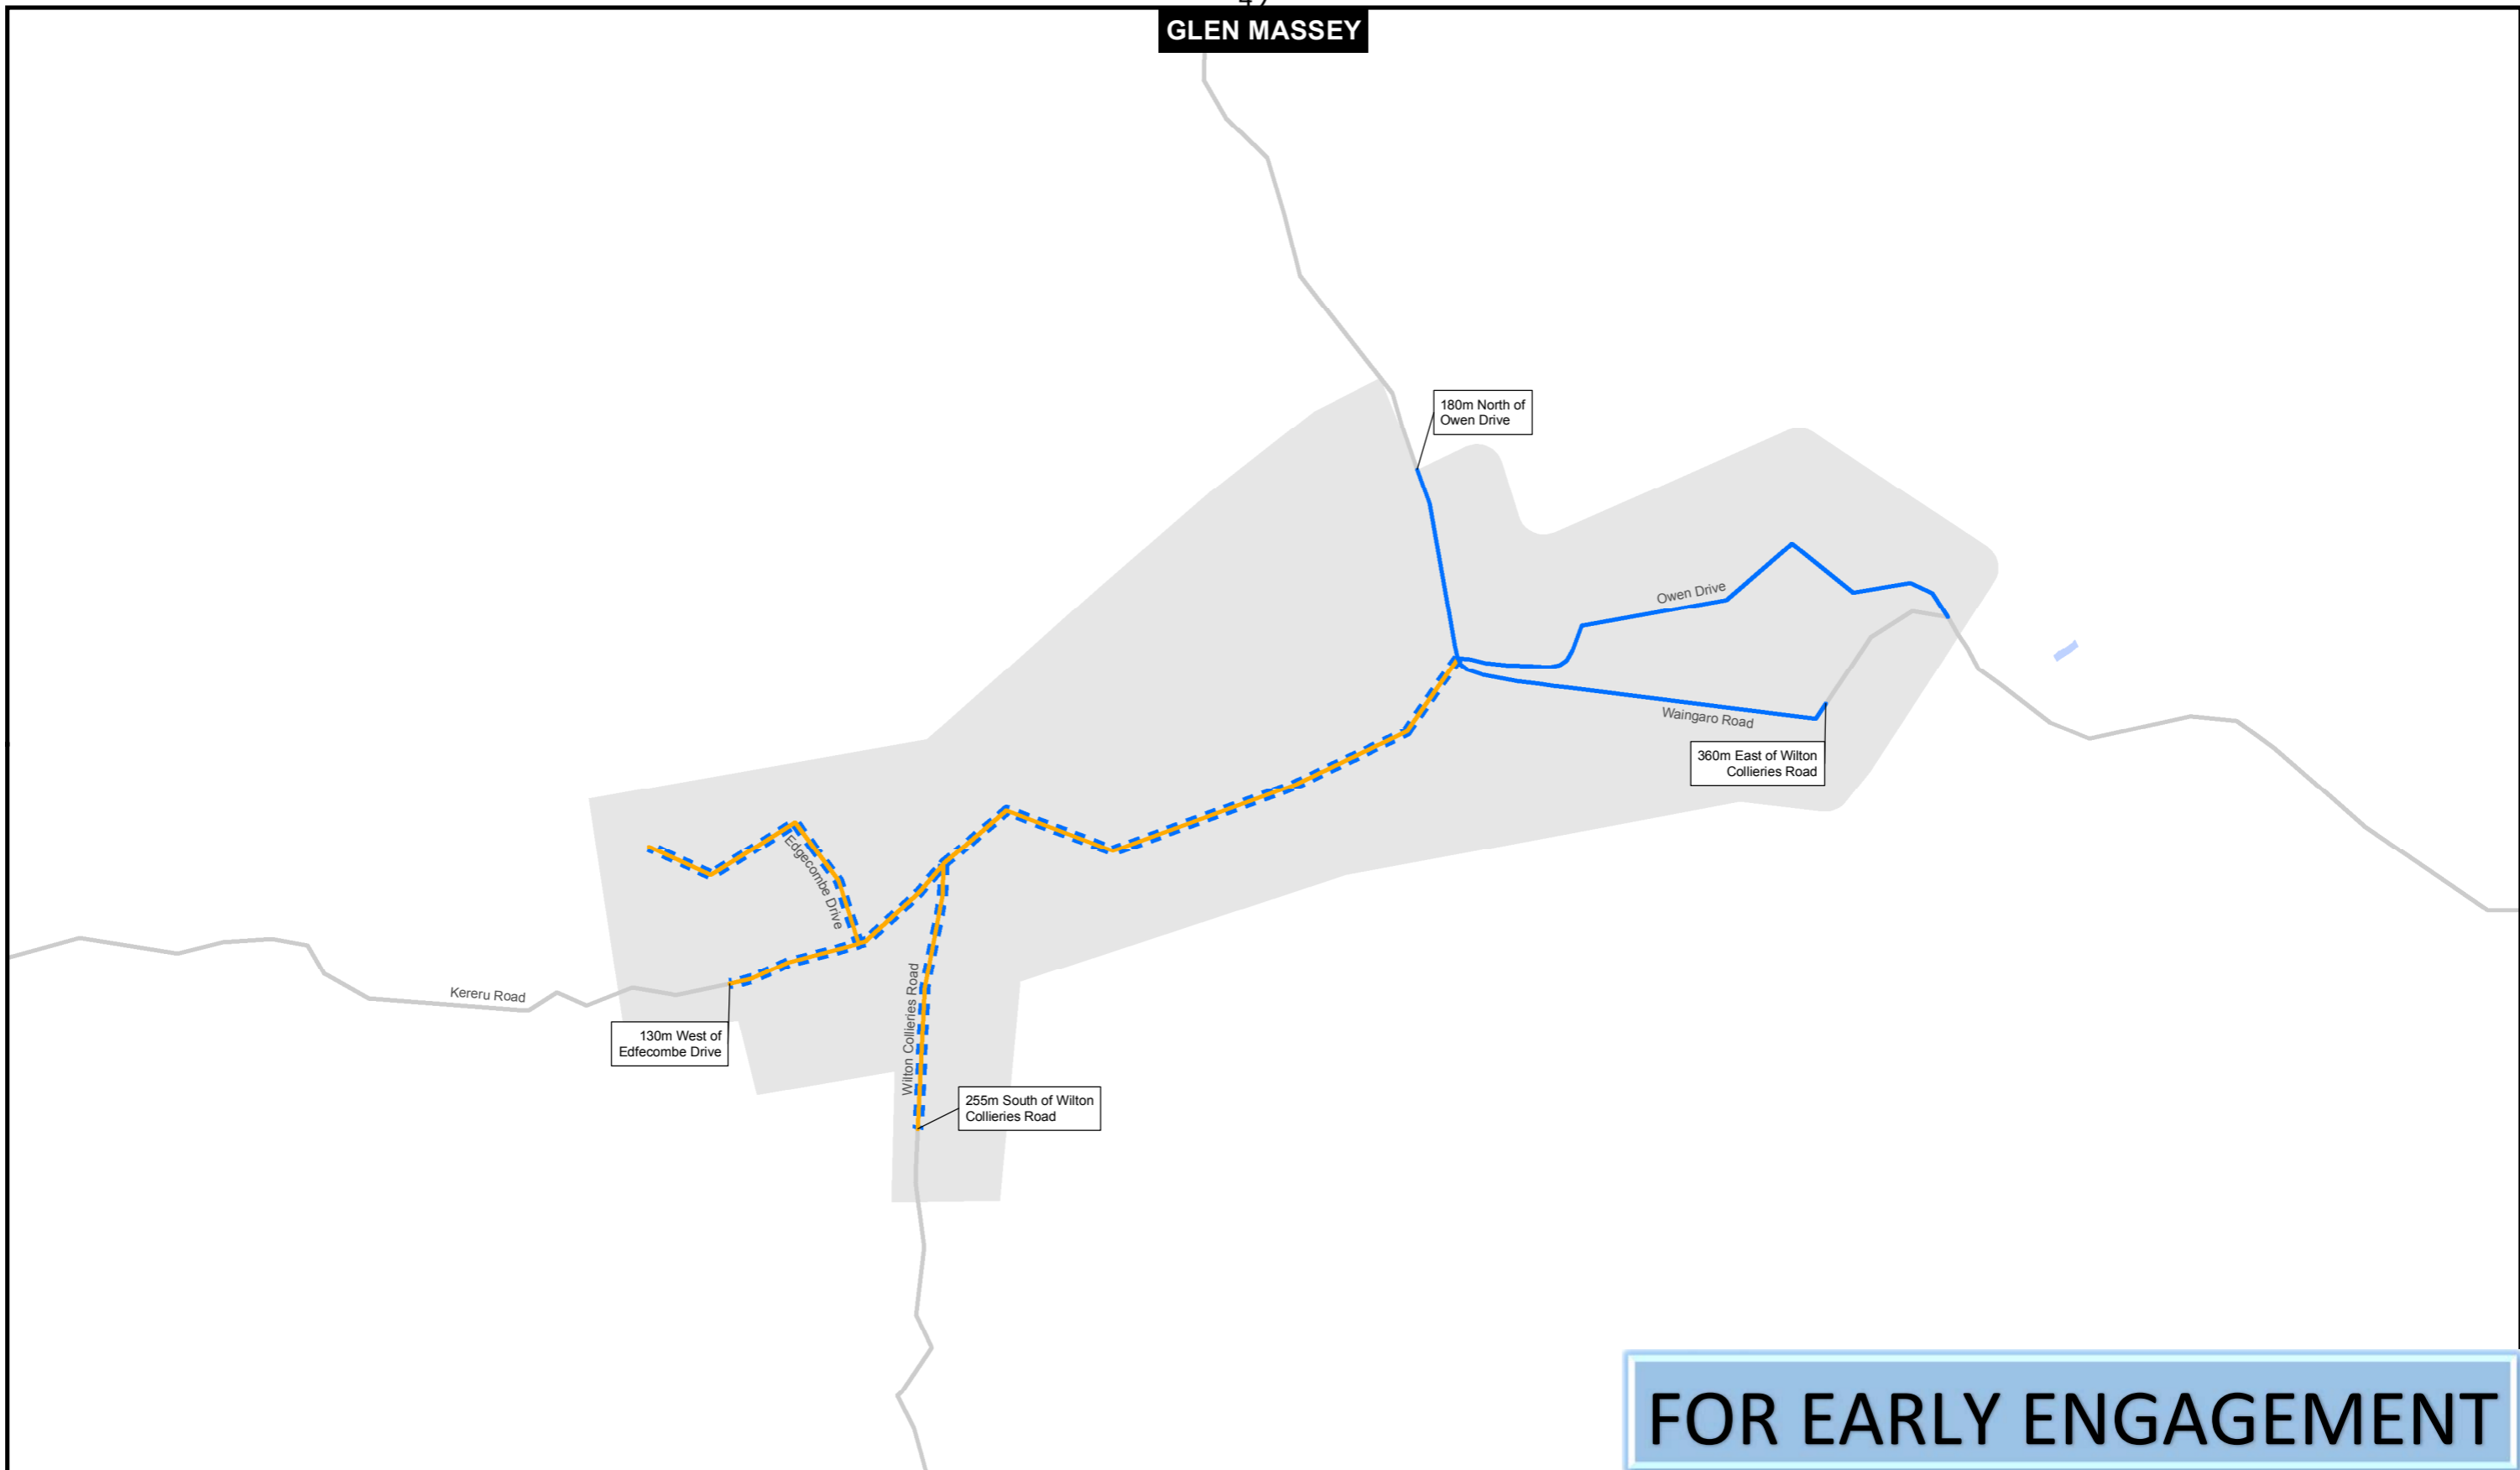 GLEN MASSEY
180m North of
Owen Drive
Owen Drive
Waingaro Road
360m East of Wilton
Collieries Road
Edgecombe Drive
Kereru Road
Wilton Collieries Road
130m West of
Edfecombe Drive
255m South of Wilton
Collieries Road
FOR EARLY ENGAGEMENT